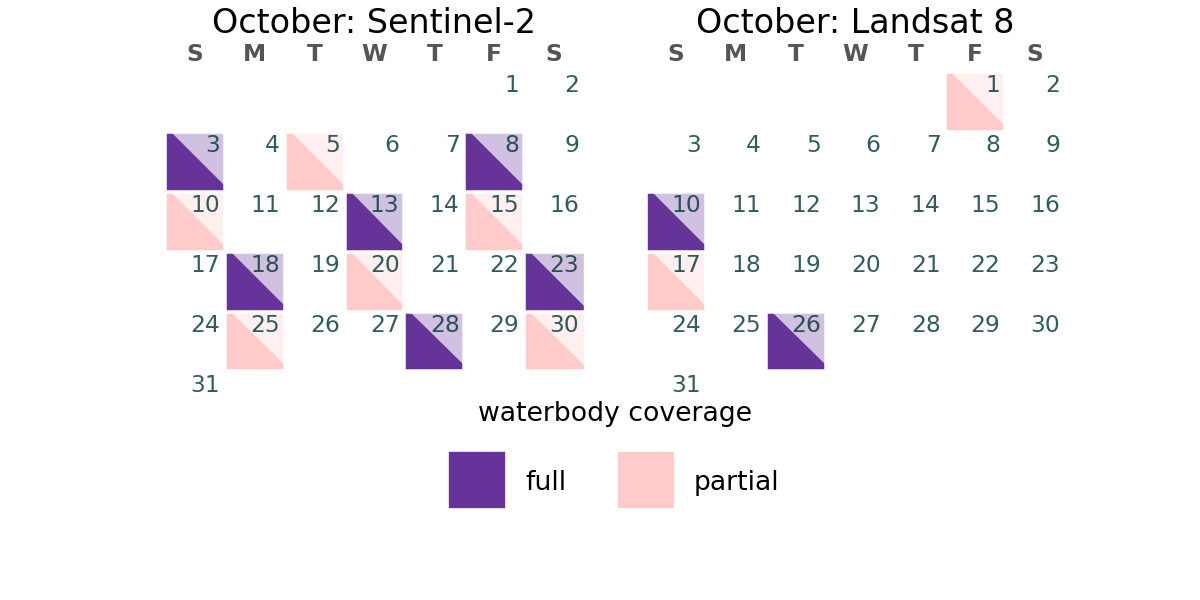 October: Sentinel-2
S M T W T F S
1 2
3 4 5 6 7 8 9
10 11 12 13 14 15 16
17 18 19 20 21 22 23
24 25 26 27 28 29 30
31
October: Landsat 8
S M T W T F S
1 2
3 4 5 6 7 8 9
10 11 12 13 14 15 16
17 18 19 20 21 22 23
24 25 26 27 28 29 30
31
waterbody coverage
full partial